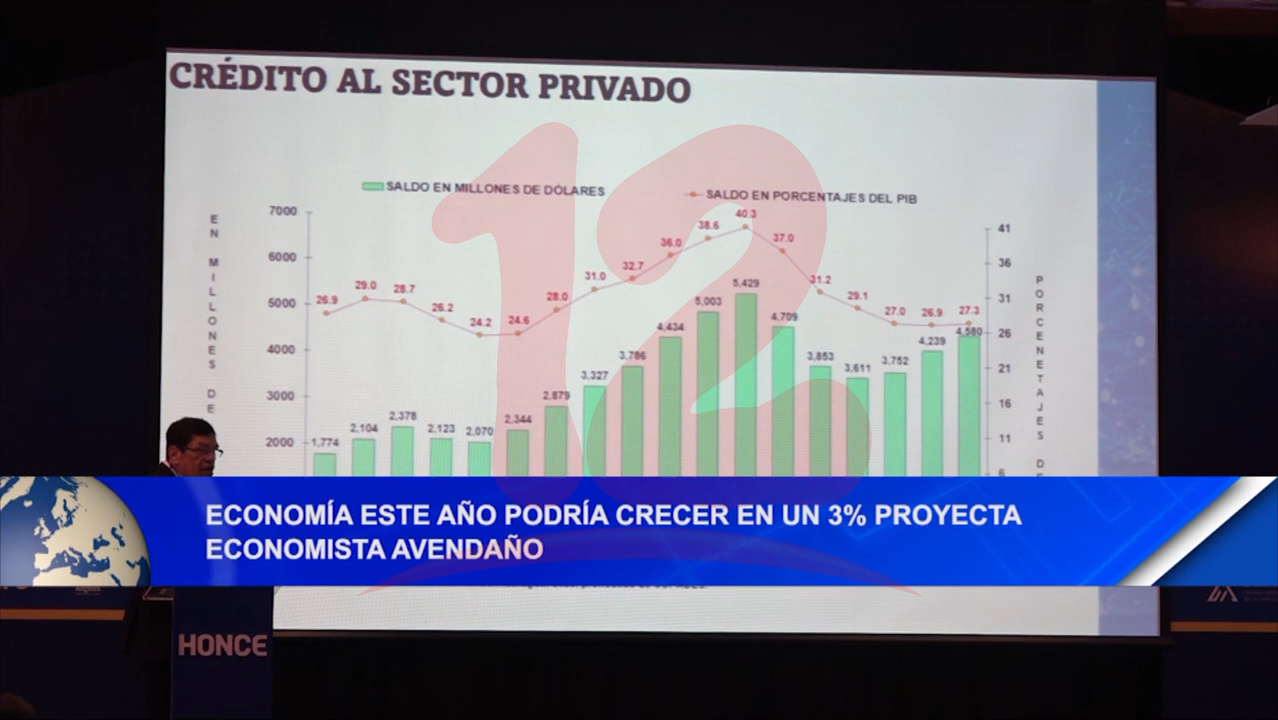 CRÉDITO AL SECTOR PRIVADO
SALDO EN MILLONES DE DÓLARES
SALDO EN PORCENTAJES DEL PIB
EN MILLONES DE
7000
6000
5000
4000
3000
2000
26.9 29.0 28.7 26.2 24.2 24.6 28.0 31.0 32.7 36.0 38.6 40.3 37.0 31.2 29.1 27.0 26.9 27.3
1,774 2,104 2,378 2,123 2,070 2,344 2,879 3,327 3,786 4,434 5,003 5,429 4,709 3,853 3,611 3,752 4,239 4,580
41
36
31
26
21
16
11
6
PORCENETAJES DE
12
ECONOMÍA ESTE AÑO PODRÍA CRECER EN UN 3% PROYECTA
ECONOMISTA AVENDAÑO
HONCE